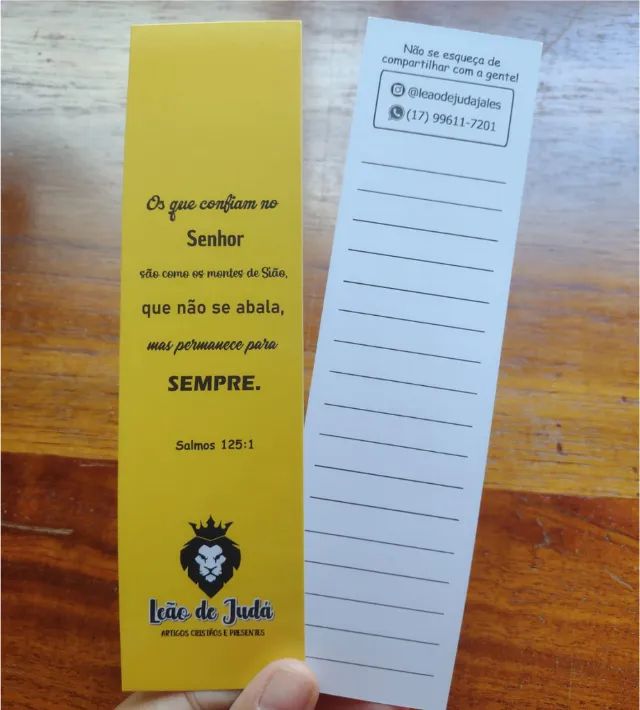 Os que confiam no
Senhor
são como os montes de Sião,
que não se abala,
mas permanece para
SEMPRE.
Salmos 125:1
Leão de Judá
ARTIGOS CRISTÃOS E PRESENTES
Não se esqueça de
compartilhar com a gente!
@leaodejudajales
(17) 99611-7201